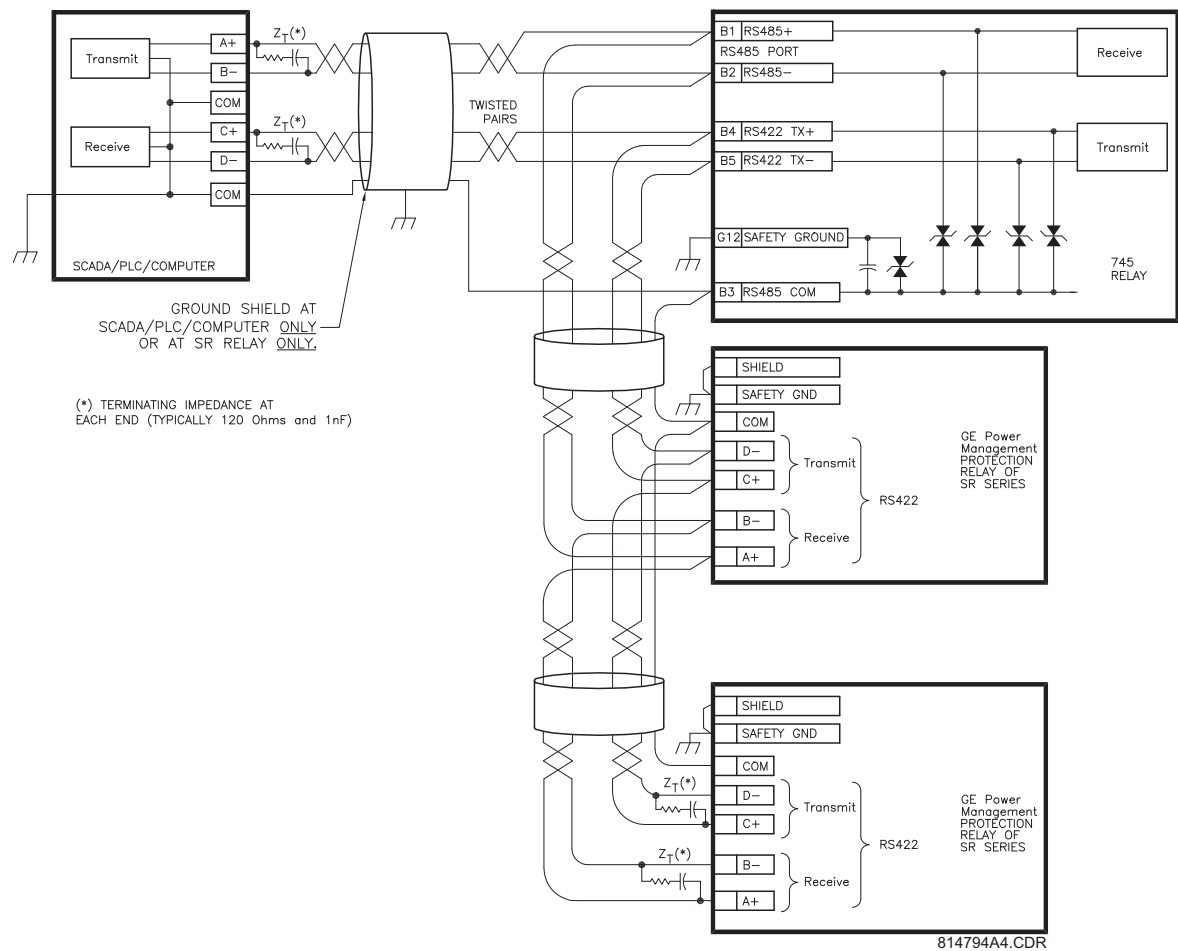 Transmit
Receive
A+
B-
COM
C+
D-
COM
SCADA/PLC/COMPUTER
ZT(*)
ZT(*)
TWISTED
PAIRS
GROUND SHIELD AT
SCADA/PLC/COMPUTER ONLY
OR AT SR RELAY ONLY.
(*) TERMINATING IMPEDANCE AT
EACH END (TYPICALLY 120 Ohms and 1nF)
B1 RS485+
RS485 PORT
B2 RS485-
B4 RS422 TX+
B5 RS422 TX-
G12 SAFETY GROUND
B3 RS485 COM
Receive
Transmit
745
RELAY
SHIELD
SAFETY GND
COM
D-
C+
B-
A+
Transmit
Receive
RS422
GE Power
Management
PROTECTION
RELAY OF
SR SERIES
SHIELD
SAFETY GND
COM
D-
C+
B-
A+
ZT(*)
ZT(*)
Transmit
Receive
RS422
GE Power
Management
PROTECTION
RELAY OF
SR SERIES
814794A4.CDR